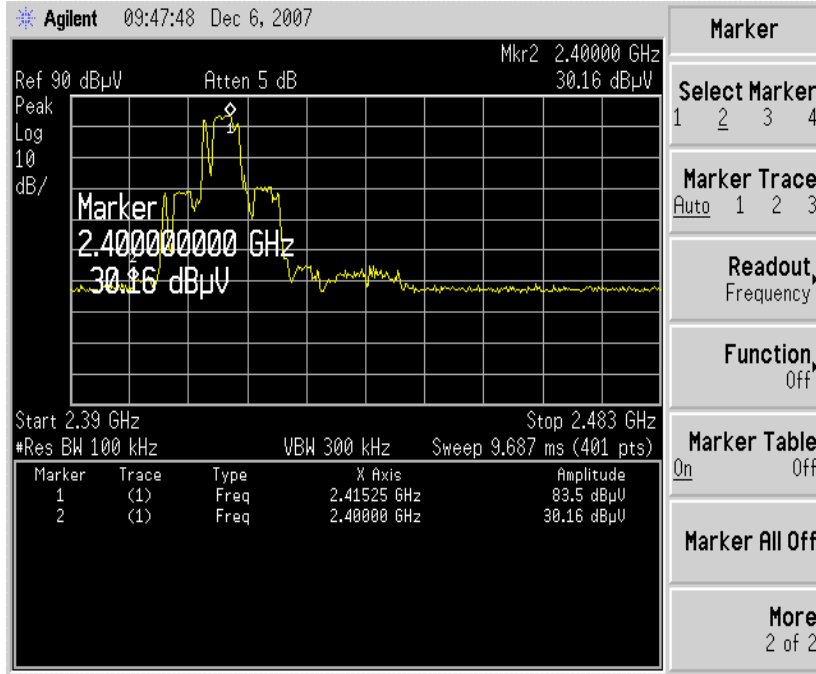 Agilent 09:47:48 Dec 6, 2007
Mkr2 2.40000 GHz
Ref 90 dBµV Atten 5 dB 30.16 dBµV
Peak
Log
10
dB/
1
Marker
2.400000000 GHz
30.16 dBµV
2
Start 2.39 GHz Stop 2.483 GHz
#Res BW 100 kHz VBW 300 kHz Sweep 9.687 ms (401 pts)
Marker Trace Type X Axis Amplitude
1 (1) Freq 2.41525 GHz 83.5 dBµV
2 (1) Freq 2.40000 GHz 30.16 dBµV
Marker
Select Marker
1 2 3 4
Marker Trace
Auto 1 2 3
Readout
Frequency
Function
Off
Marker Table
On Off
Marker All Off
More
2 of 2